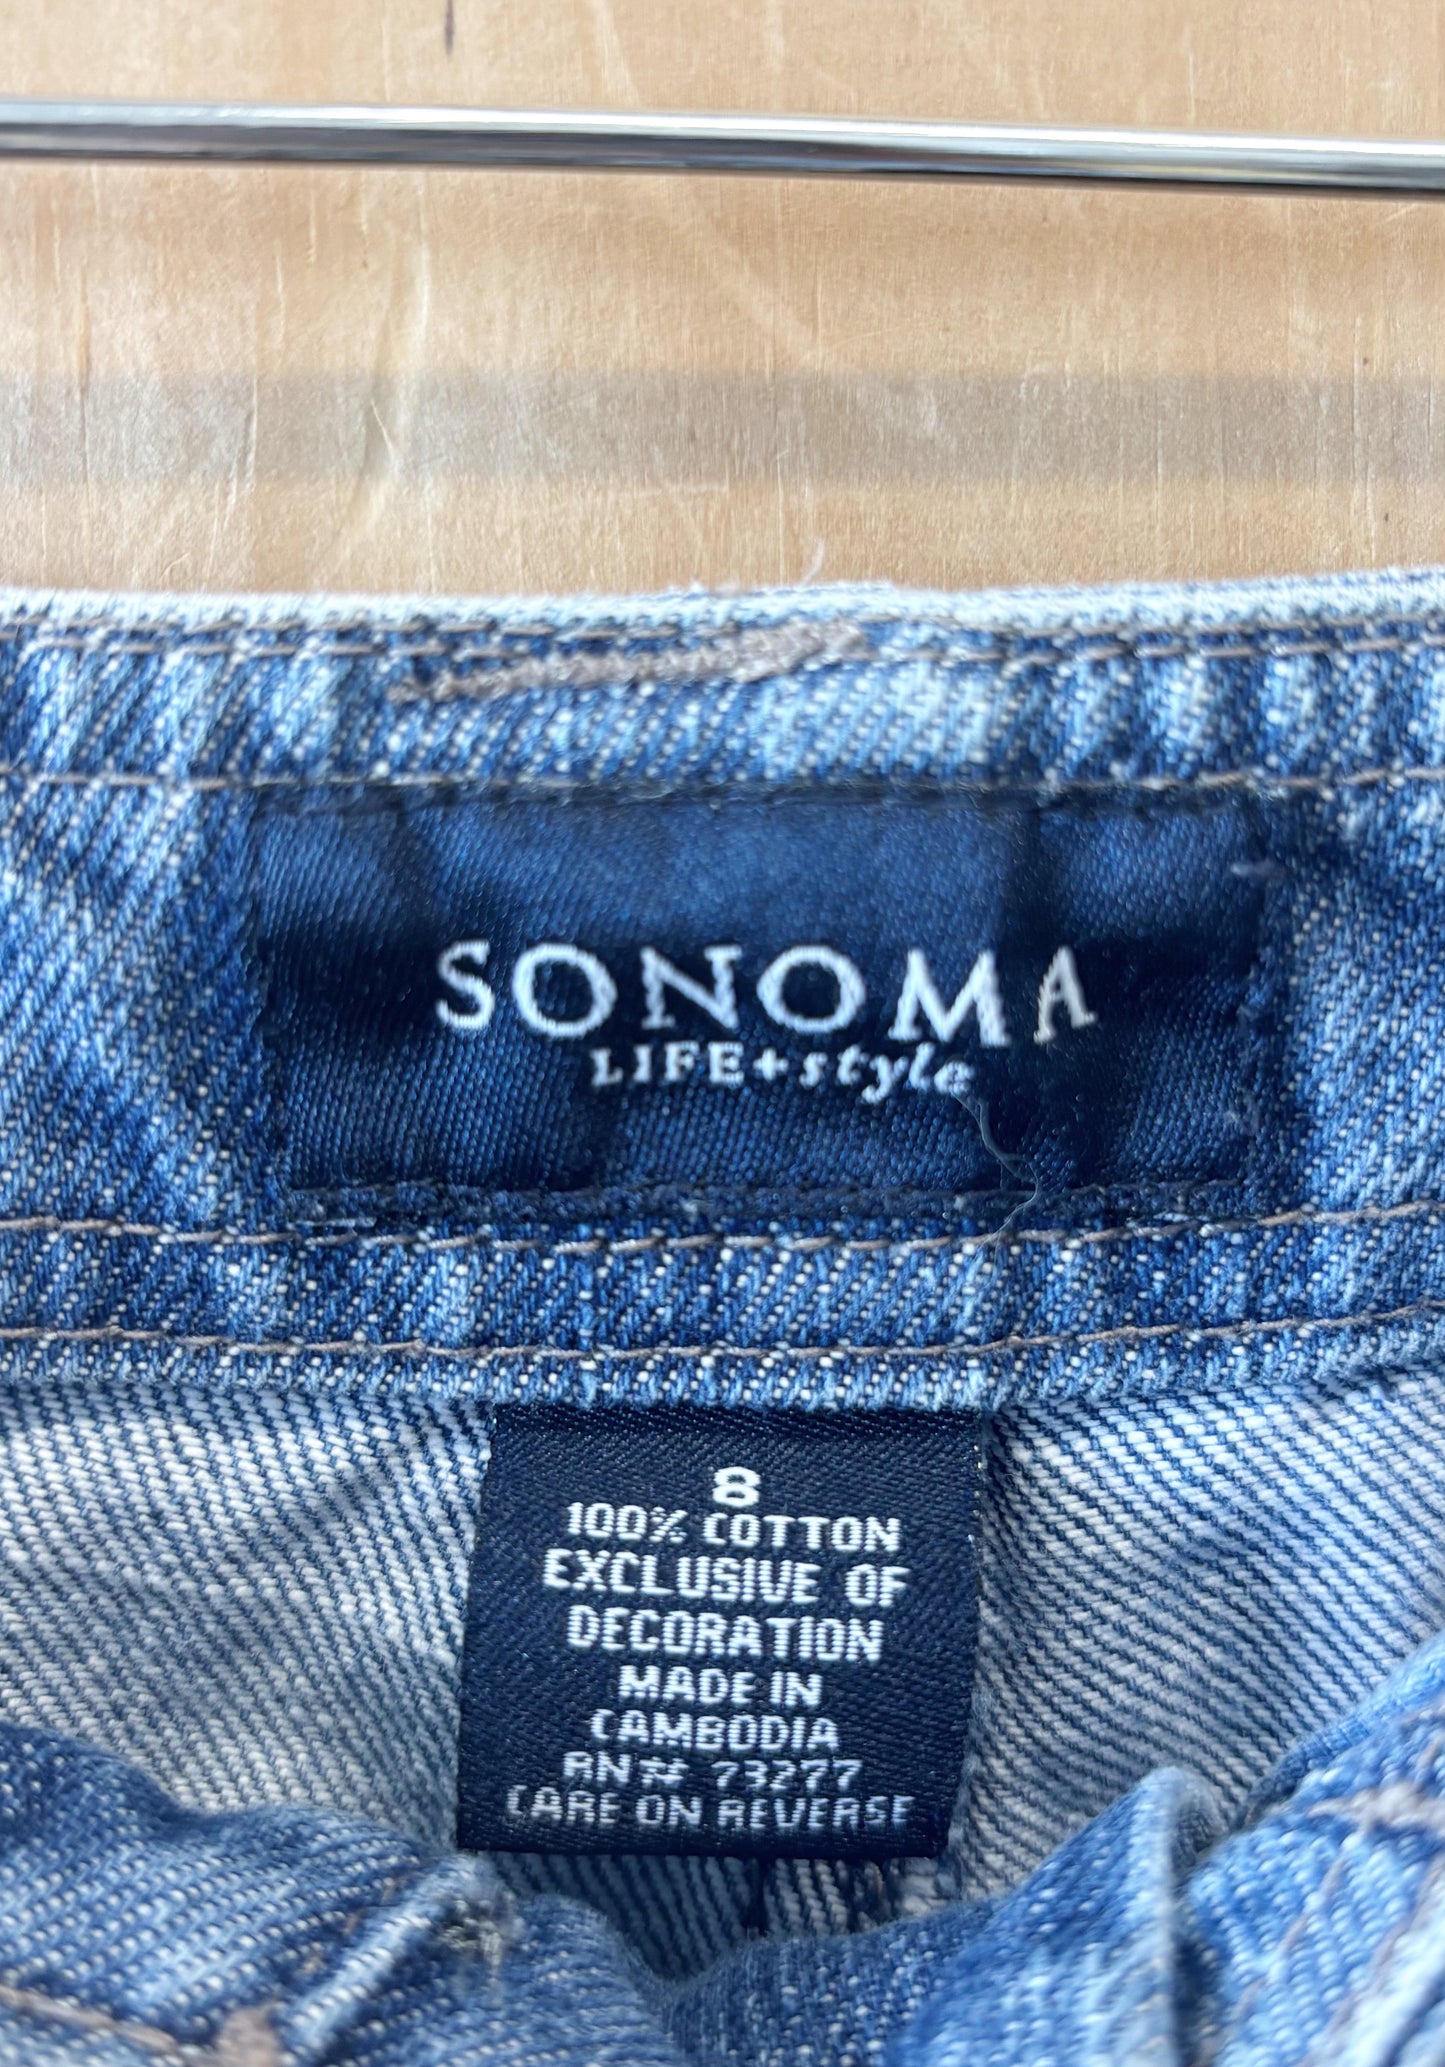 SONOMA
LIFE+style
8
100% COTTON
EXCLUSIVE OF
DECORATION
MADE IN
CAMBODIA
RN# 73277
CARE ON REVERSE